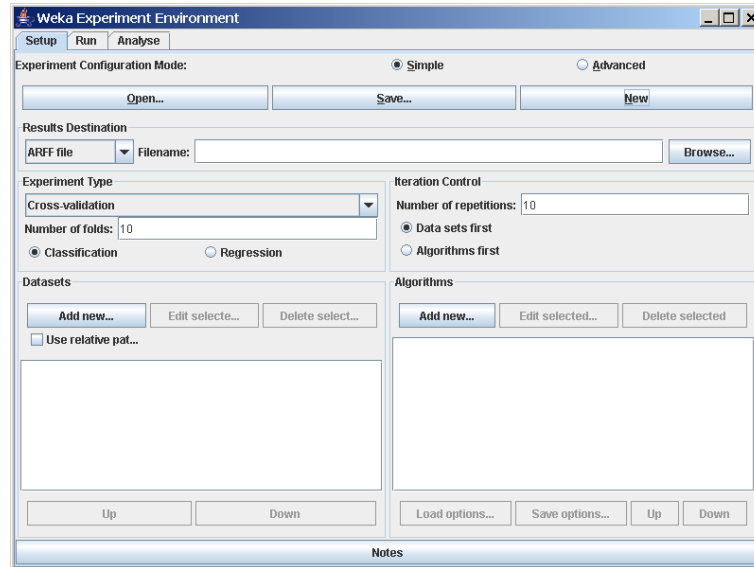 Weka Experiment Environment
Setup Run Analyse
Experiment Configuration Mode: Simple Advanced
Open... Save... New
Results Destination
ARFF file Filename: Browse...
Experiment Type
Cross-validation
Number of folds: 10
Classification Regression
Iteration Control
Number of repetitions: 10
Data sets first
Algorithms first
Datasets
Add new... Edit selecte... Delete select...
Use relative pat...
Up Down
Algorithms
Add new... Edit selected... Delete selected
Load options... Save options... Up Down
Notes